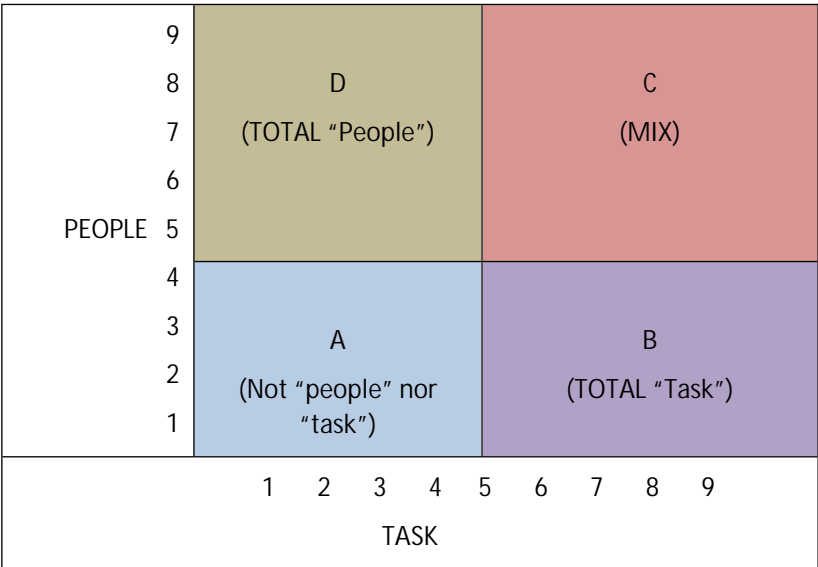 9
8 D C
7 (TOTAL “People”) (MIX)
6
PEOPLE 5
4
3 A B
2 (Not “people” nor (TOTAL “Task”)
1 “task”)
1 2 3 4 5 6 7 8 9
TASK